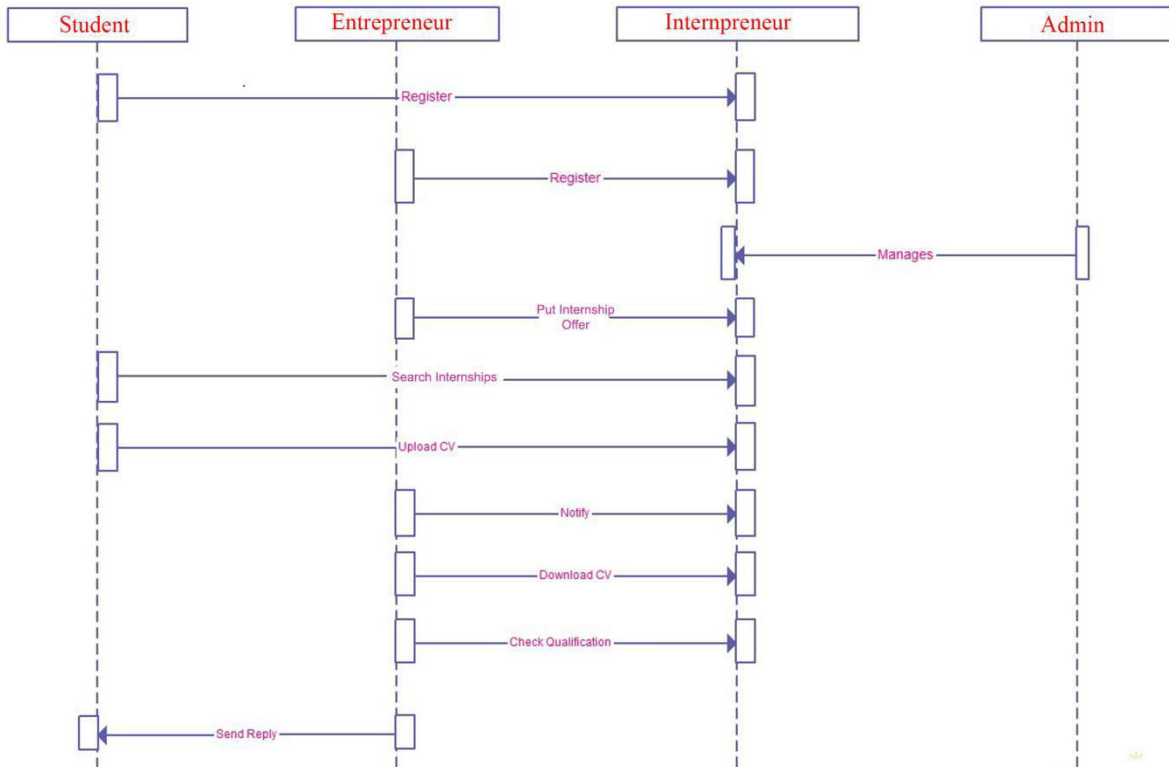 Student
Entrepreneur
Internpreneur
Admin
Register
Register
Manages
Put Internship
Offer
Search Internships
Upload CV
Notify
Download CV
Check Qualification
Send Reply